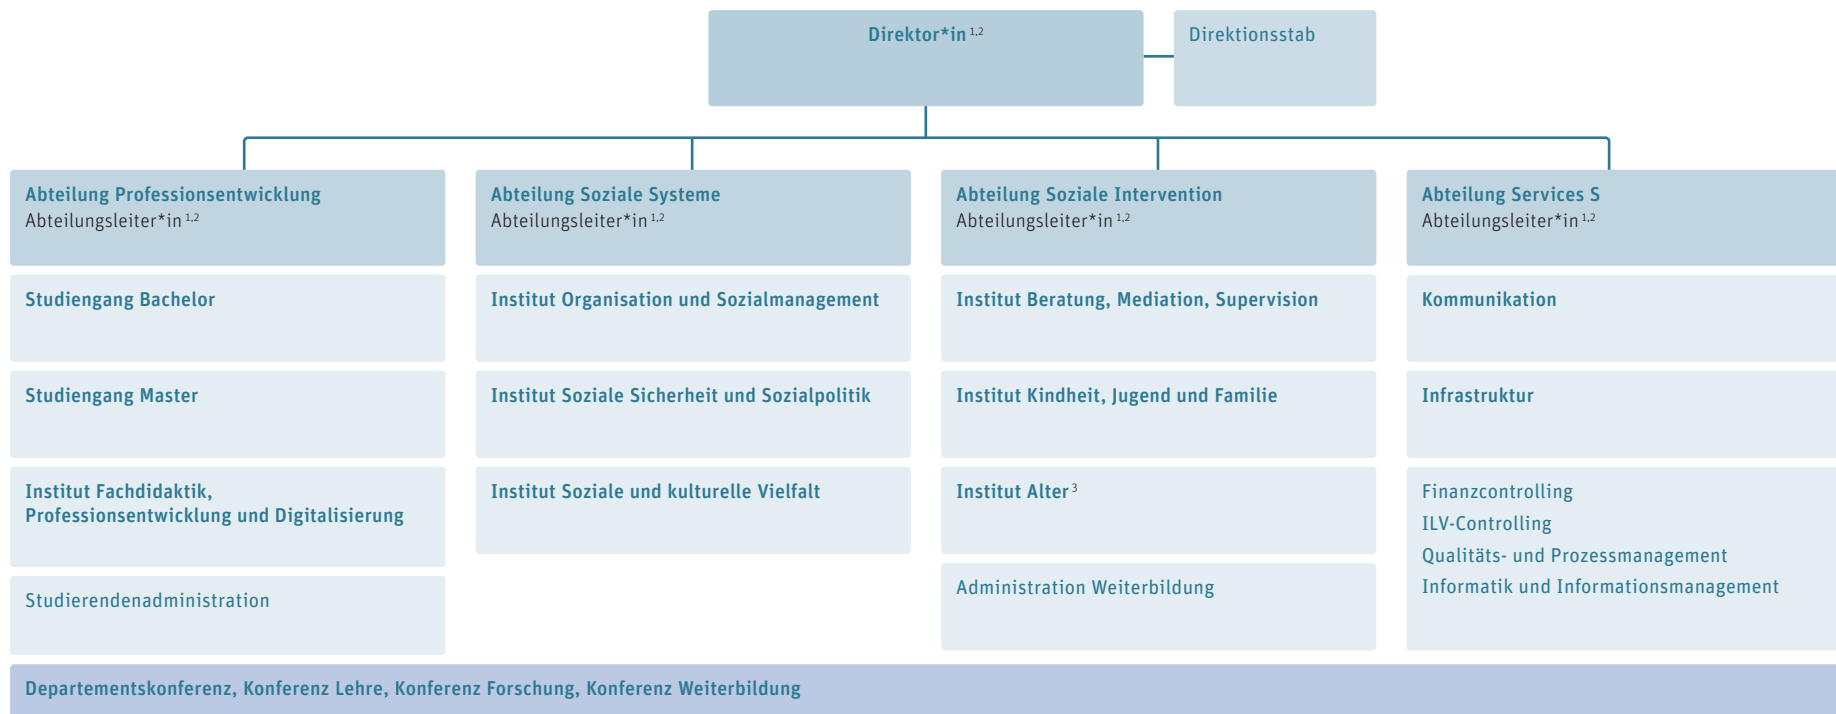 Direktor*in 1,2
Direktionsstab
Abteilung Professionsentwicklung
Abteilungsleiter*in 1,2
Studiengang Bachelor
Studiengang Master
Institut Fachdidaktik,
Professionsentwicklung und Digitalisierung
Studierendenadministration
Abteilung Soziale Systeme
Abteilungsleiter*in 1,2
Institut Organisation und Sozialmanagement
Institut Soziale Sicherheit und Sozialpolitik
Institut Soziale und kulturelle Vielfalt
Abteilung Soziale Intervention
Abteilungsleiter*in 1,2
Institut Beratung, Mediation, Supervision
Institut Kindheit, Jugend und Familie
Institut Alter 3
Administration Weiterbildung
Abteilung Services S
Abteilungsleiter*in 1,2
Kommunikation
Infrastruktur
Finanzcontrolling
ILV-Controlling
Qualitäts- und Prozessmanagement
Informatik und Informationsmanagement
Departementskonferenz, Konferenz Lehre, Konferenz Forschung, Konferenz Weiterbildung